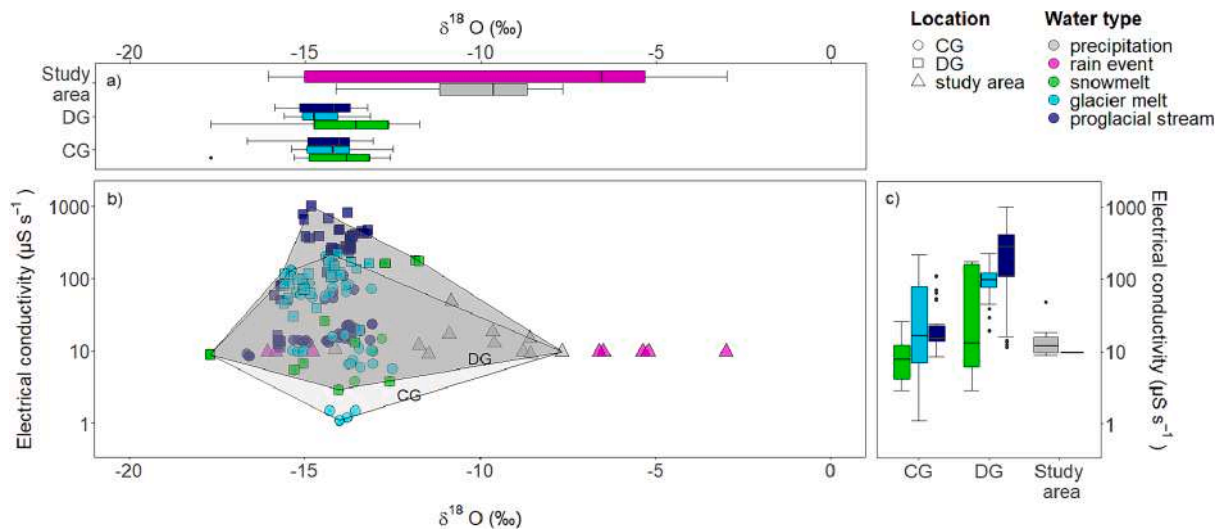 δ¹⁸ O (‰)
-20 -15 -10 -5 0
Location
CG
DG
study area
Water type
precipitation
rain event
snowmelt
glacier melt
proglacial stream
a)
Study
area
DG
CG
b)
Electrical conductivity (µS s⁻¹)
1000
100
10
1
DG
CG
-20 -15 -10 -5 0
δ¹⁸ O (‰)
c)
1000
100
10
1
Electrical conductivity (µS s⁻¹)
CG DG Study
area